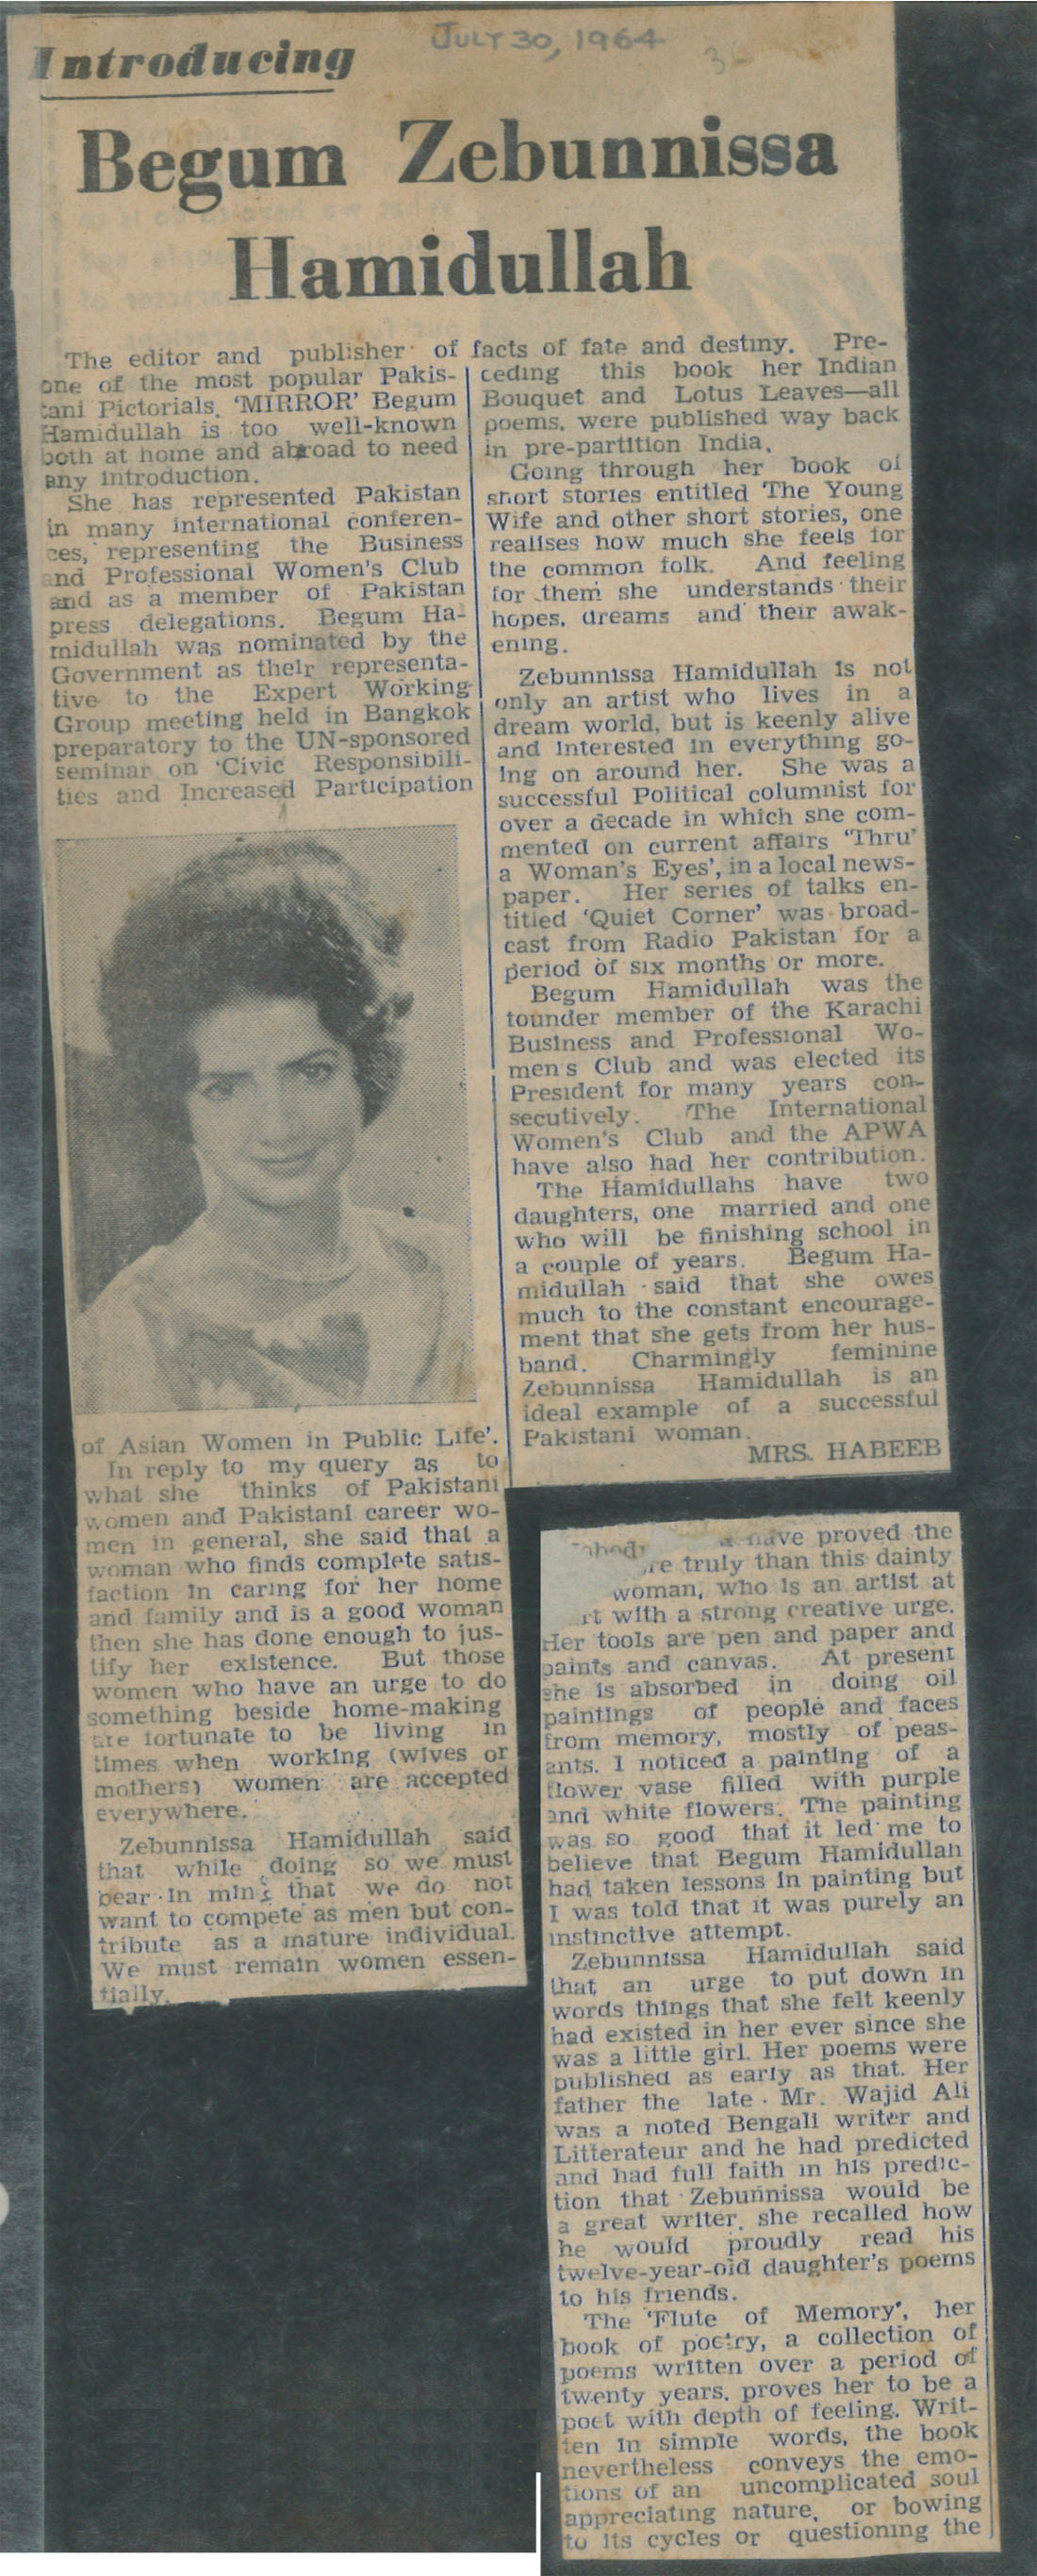 JULY 30, 1964
Introducing
Begum Zebunnissa
Hamidullah
The editor and publisher of
one of the most popular Pakis-
tani Pictorials, 'MIRROR' Begum
Hamidullah is too well-known
both at home and abroad to need
any introduction.
She has represented Pakistan
in many international conferen-
ces, representing the Business
and Professional Women's Club
and as a member of Pakistan
press delegations. Begum Ha-
midullah was nominated by the
Government as their representa-
tive to the Expert Working
Group meeting held in Bangkok
preparatory to the UN-sponsored
seminar on 'Civic Responsibili-
ties and Increased Participation
of Asian Women in Public Life'.
In reply to my query as to
what she thinks of Pakistani
women and Pakistani career wo-
men in general, she said that a
woman who finds complete satis-
faction in caring for her home
and family and is a good woman
then she has done enough to jus-
tify her existence. But those
women who have an urge to do
something beside home-making
are fortunate to be living in
times when working (wives or
mothers) women are accepted
everywhere.
Zebunnissa Hamidullah said
that while doing so we must
bear in mind that we do not
want to compete as men but con-
tribute as a mature individual.
We must remain women essen-
tially.
have proved the
truly than this dainty
woman, who is an artist at
with a strong creative urge.
Her tools are pen and paper and
paints and canvas. At present
she is absorbed in doing oil
paintings of people and faces
from memory, mostly of peas-
ants. I noticed a painting of a
flower vase filled with purple
and white flowers. The painting
was so good that it led me to
believe that Begum Hamidullah
had taken lessons in painting but
I was told that it was purely an
instinctive attempt.
Zebunnissa Hamidullah said
that an urge to put down in
words things that she felt keenly
had existed in her ever since she
was a little girl. Her poems were
published as early as that. Her
father the late Mr. Wajid Ali
was a noted Bengali writer and
Litterateur and he had predicted
and had full faith in his predic-
tion that Zebunnissa would be
a great writer, she recalled how
he would proudly read his
twelve-year-old daughter's poems
to his friends.
The 'Flute of Memory', her
book of poetry, a collection of
poems written over a period of
twenty years, proves her to be a
poet with depth of feeling. Writ-
ten in simple words, the book
nevertheless conveys the emo-
tions of an uncomplicated soul
appreciating nature, or bowing
to its cycles or questioning the
facts of fate and destiny. Pre-
ceding this book her Indian
Bouquet and Lotus Leaves—all
poems, were published way back
in pre-partition India.
Going through her book of
short stories entitled 'The Young
Wife and other short stories, one
realises how much she feels for
the common folk. And feeling
for them she understands their
hopes, dreams and their awak-
ening.
Zebunnissa Hamidullah is not
only an artist who lives in a
dream world, but is keenly alive
and interested in everything go-
ing on around her. She was a
successful Political columnist for
over a decade in which she com-
mented on current affairs 'Thru'
a Woman's Eyes', in a local news-
paper. Her series of talks en-
titled 'Quiet Corner' was broad-
cast from Radio Pakistan for a
period of six months or more.
Begum Hamidullah was the
founder member of the Karachi
Business and Professional Wo-
mens Club and was elected its
President for many years con-
secutively. The International
Women's Club and the APWA
have also had her contribution.
The Hamidullahs have two
daughters, one married and one
who will be finishing school in
a couple of years. Begum Ha-
midullah said that she owes
much to the constant encourage-
ment that she gets from her hus-
band. Charmingly feminine
Zebunnissa Hamidullah is an
ideal example of a successful
Pakistani woman.
MRS. HABEEB